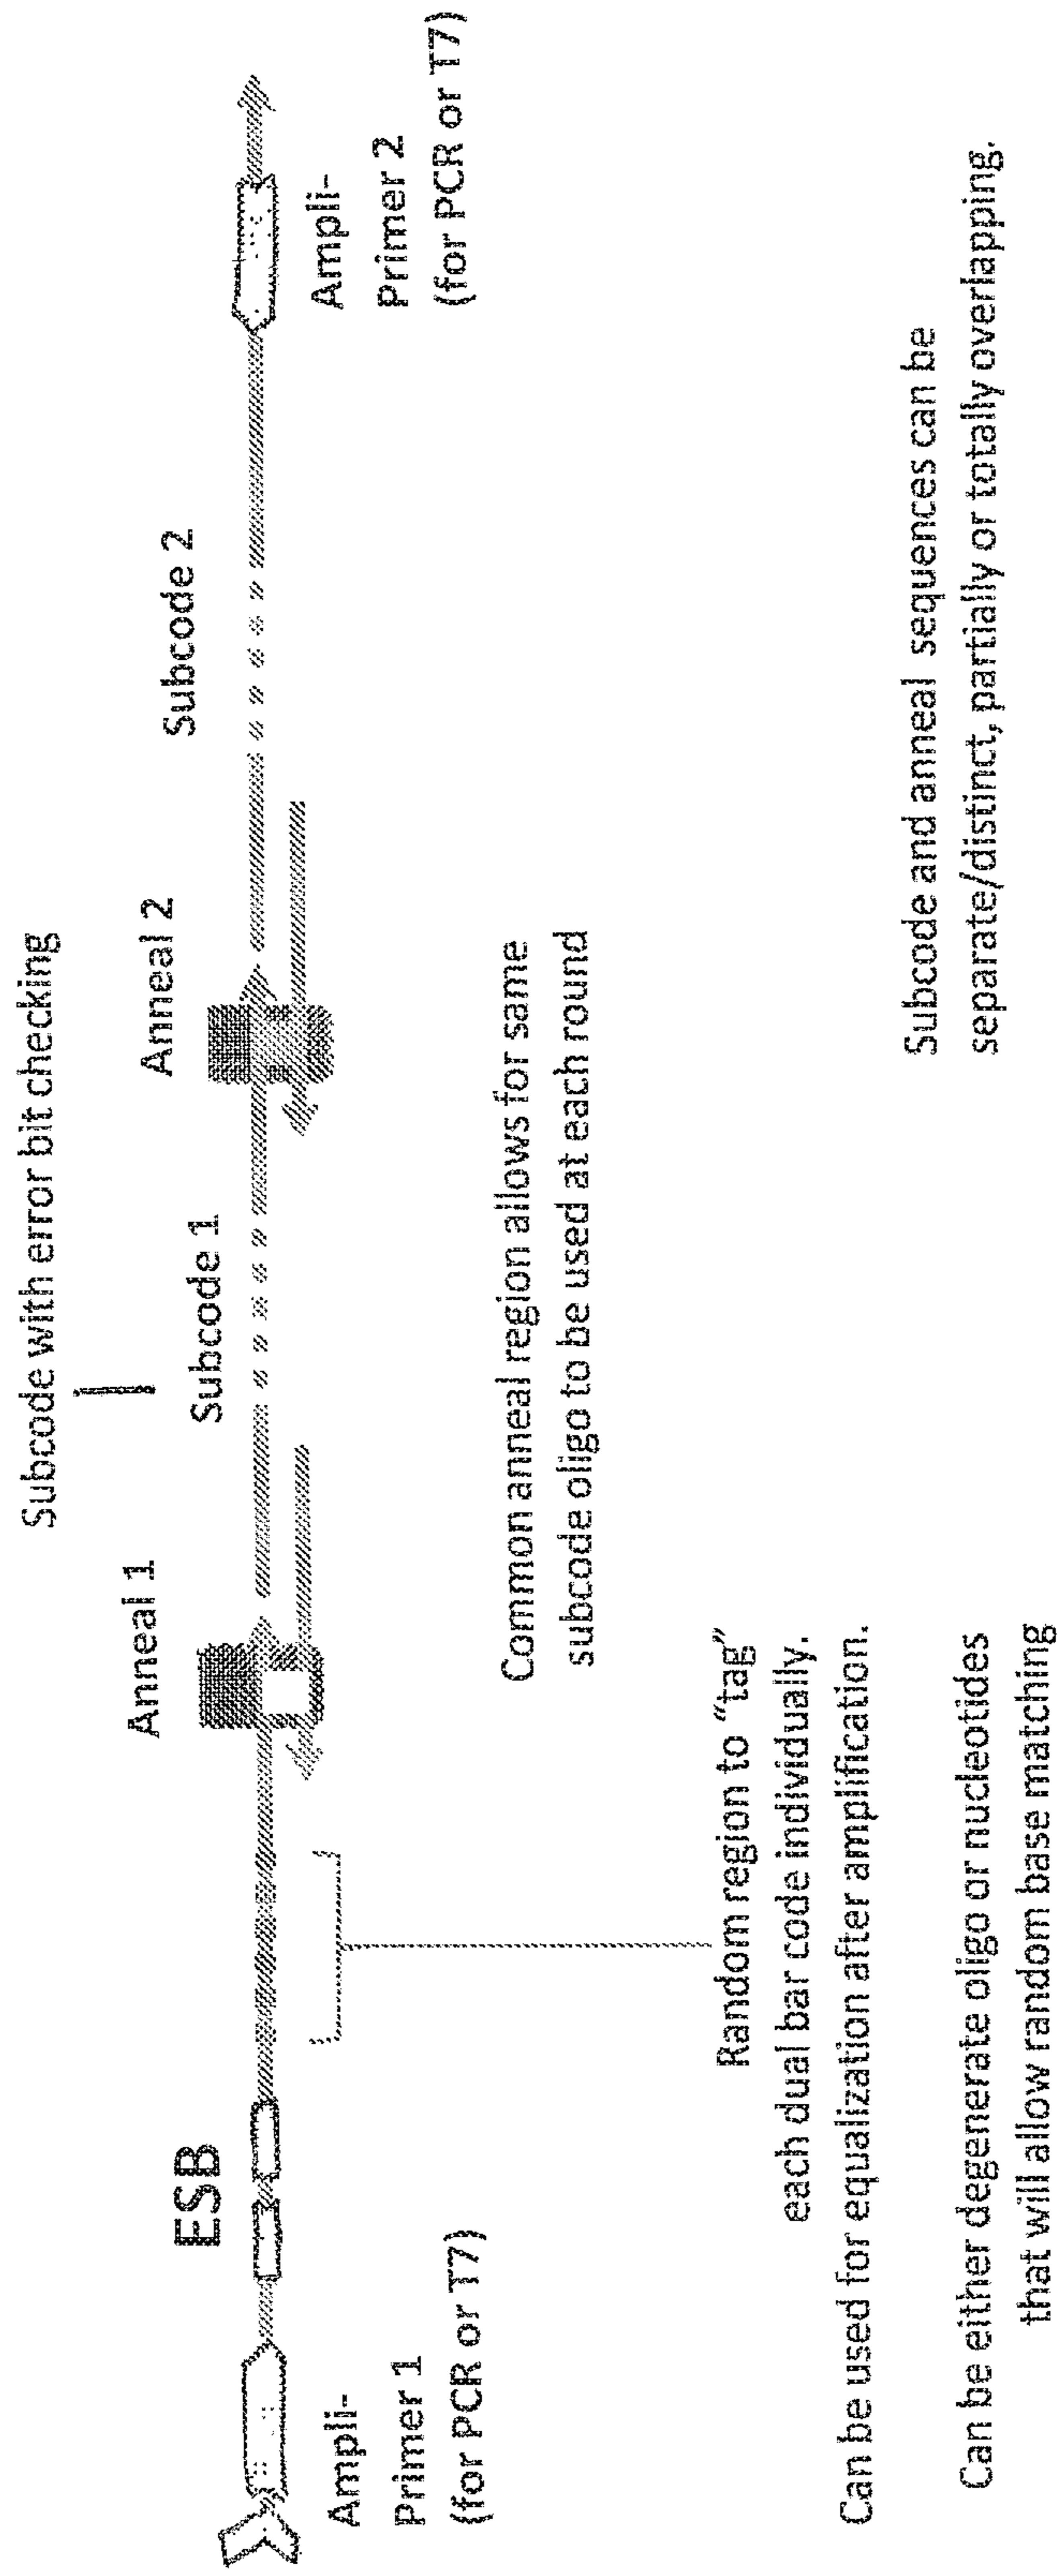 Subcode with error bit checking
Anneal 1
Anneal 2
Subcode 1
Subcode 2
ESB
Ampli-
Primer 1
(for PCR or T7)
Ampli-
Primer 2
(for PCR or T7)
Common anneal region allows for same
subcode oligo to be used at each round
Random region to “tag”
each dual bar code individually.
Can be used for equalization after amplification.
Can be either degenerate oligo or nucleotides
that will allow random base matching
Subcode and anneal sequences can be
separate/distinct, partially or totally overlapping.